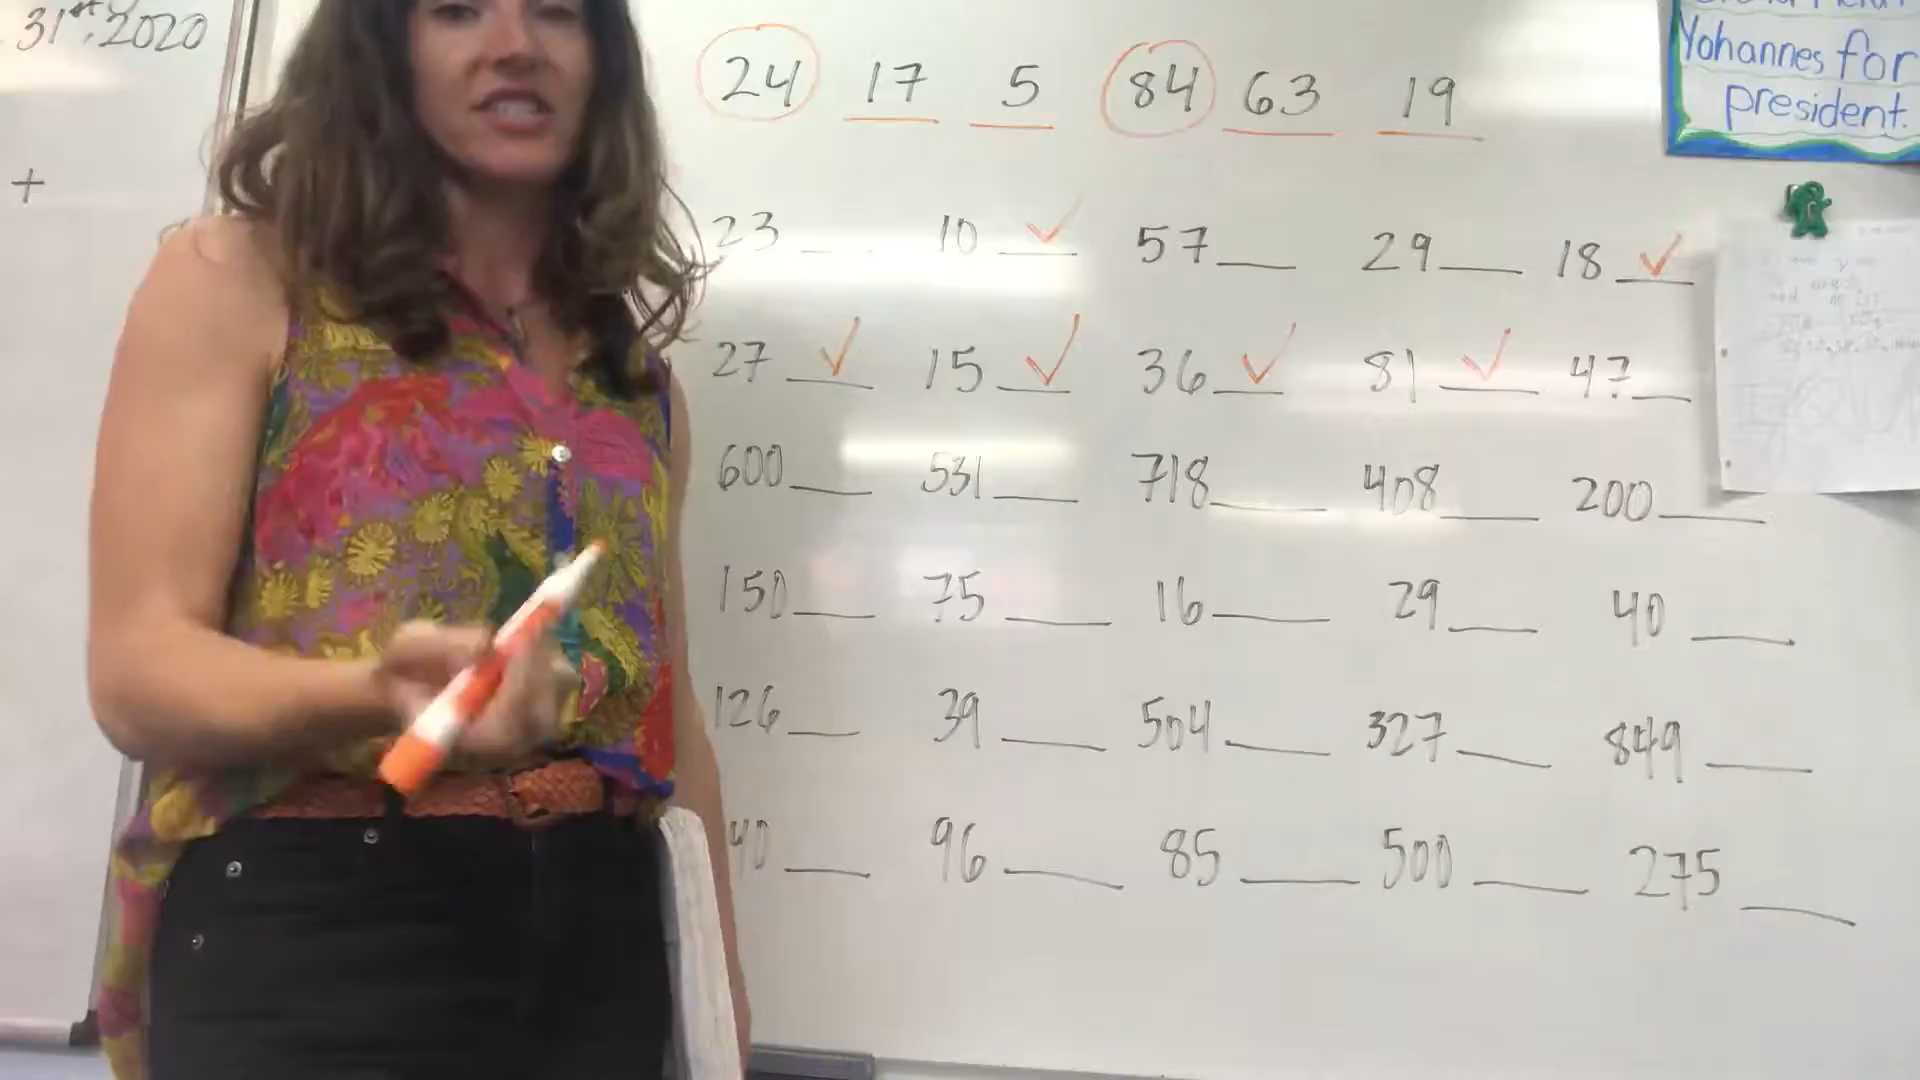 31st, 2020
+
24 17 5 84 63 19
23 10 ✓ 57 29 18 ✓
27 ✓ 15 ✓ 36 ✓ 81 ✓ 47
600 531 718 408 200
150 75 16 29 40
126 39 504 327 849
40 96 85 500 275
Yohannes for
president.